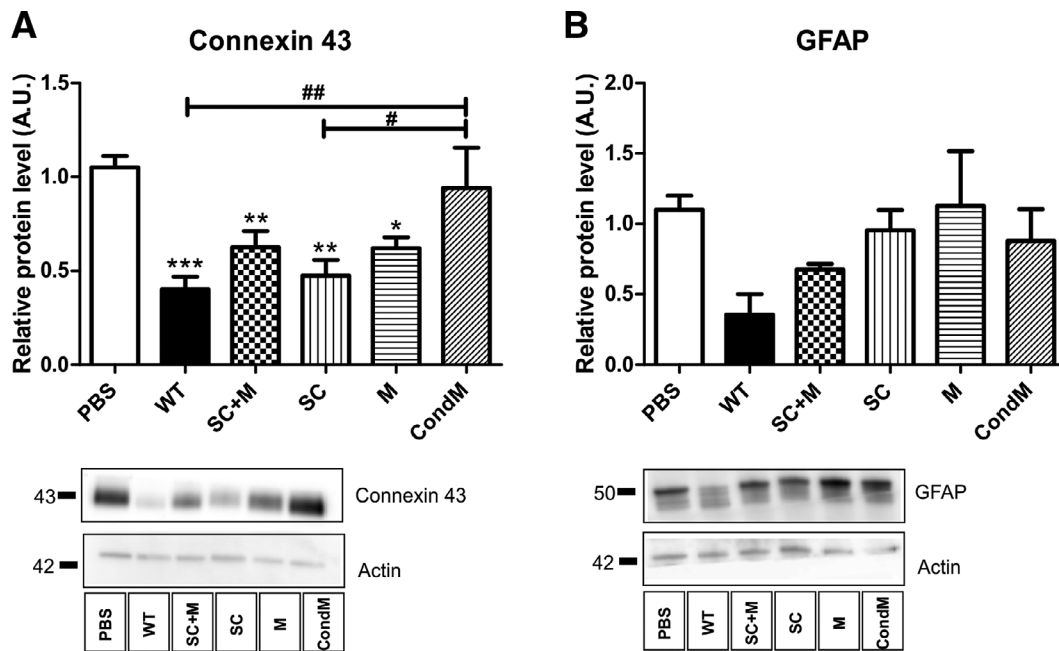 A
Connexin 43
Relative protein level (A.U.)
1.5
1.0
0.5
0.0
##
#
***
**
**
*
PBS
WT
SC+M
SC
M
CondM
43
Connexin 43
42
Actin
PBS
WT
SC+M
SC
M
CondM
B
GFAP
Relative protein level (A.U.)
2.0
1.5
1.0
0.5
0.0
PBS
WT
SC+M
SC
M
CondM
50
GFAP
42
Actin
PBS
WT
SC+M
SC
M
CondM